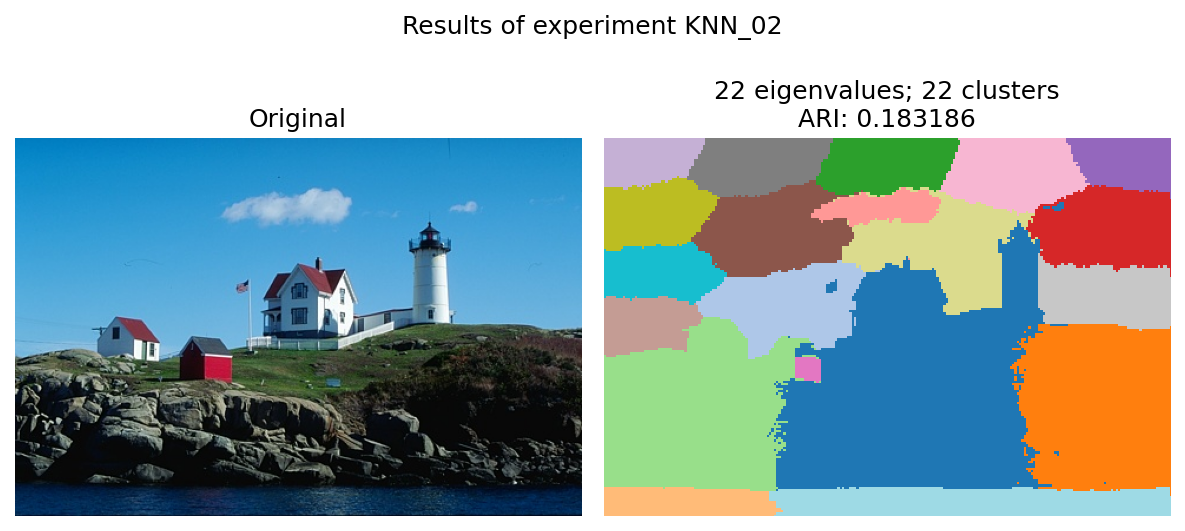 Results of experiment KNN_02
Original
22 eigenvalues; 22 clusters
ARI: 0.183186